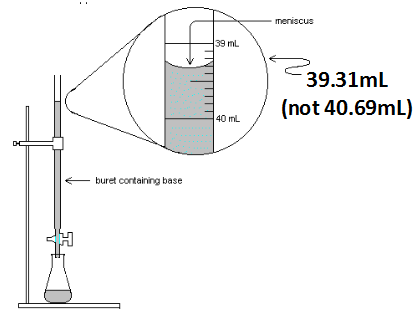 meniscus
39 mL
39.31mL
(not 40.69mL)
40 mL
buret containing base